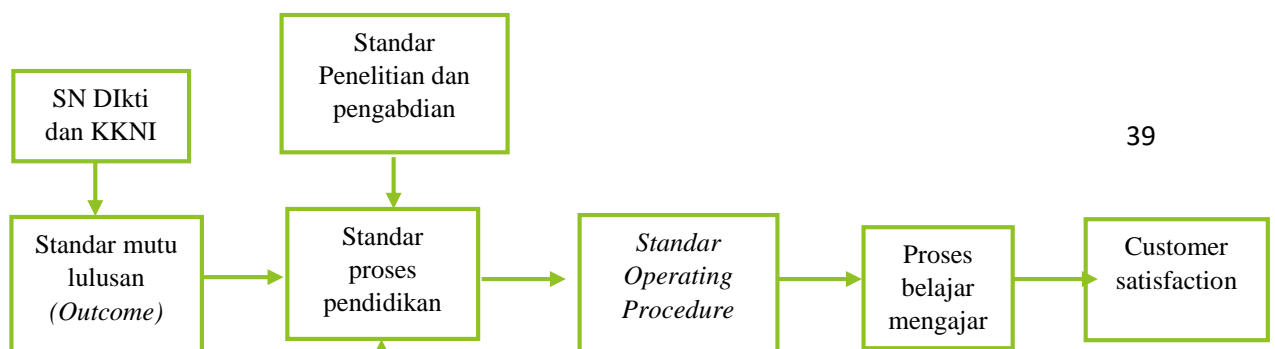 Standar
Penelitian dan
pengabdian
SN DIkti
dan KKNI
39
Standar mutu
lulusan
(Outcome)
Standar
proses
pendidikan
Standar
Operating
Procedure
Proses
belajar
mengajar
Customer
satisfaction